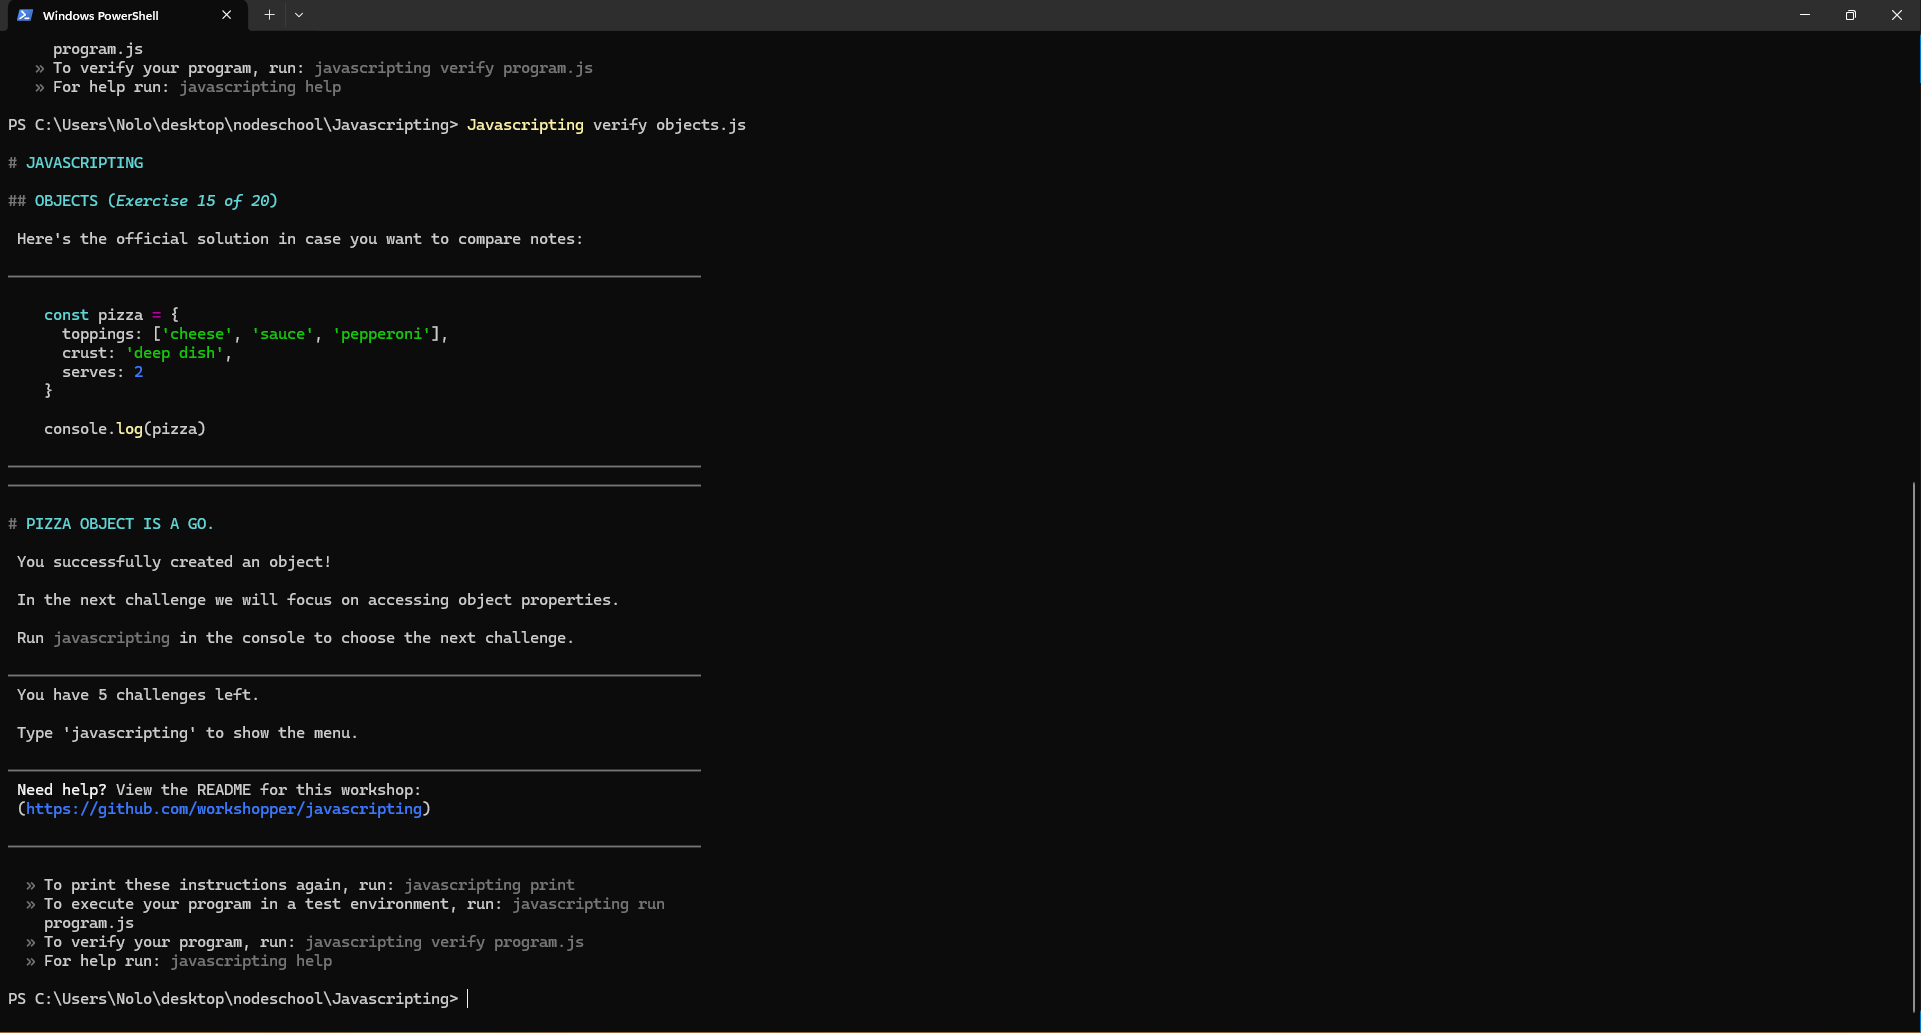 Windows PowerShell
program.js
» To verify your program, run: javascripting verify program.js
» For help run: javascripting help
PS C:\Users\Nolo\desktop\nodeschool\Javascripting> Javascripting verify objects.js
# JAVASCRIPTING
## OBJECTS (Exercise 15 of 20)
Here's the official solution in case you want to compare notes:
const pizza = {
toppings: ['cheese', 'sauce', 'pepperoni'],
crust: 'deep dish',
serves: 2
}
console.log(pizza)
# PIZZA OBJECT IS A GO.
You successfully created an object!
In the next challenge we will focus on accessing object properties.
Run javascripting in the console to choose the next challenge.
You have 5 challenges left.
Type 'javascripting' to show the menu.
Need help? View the README for this workshop:
(https://github.com/workshopper/javascripting)
» To print these instructions again, run: javascripting print
» To execute your program in a test environment, run: javascripting run
program.js
» To verify your program, run: javascripting verify program.js
» For help run: javascripting help
PS C:\Users\Nolo\desktop\nodeschool\Javascripting>